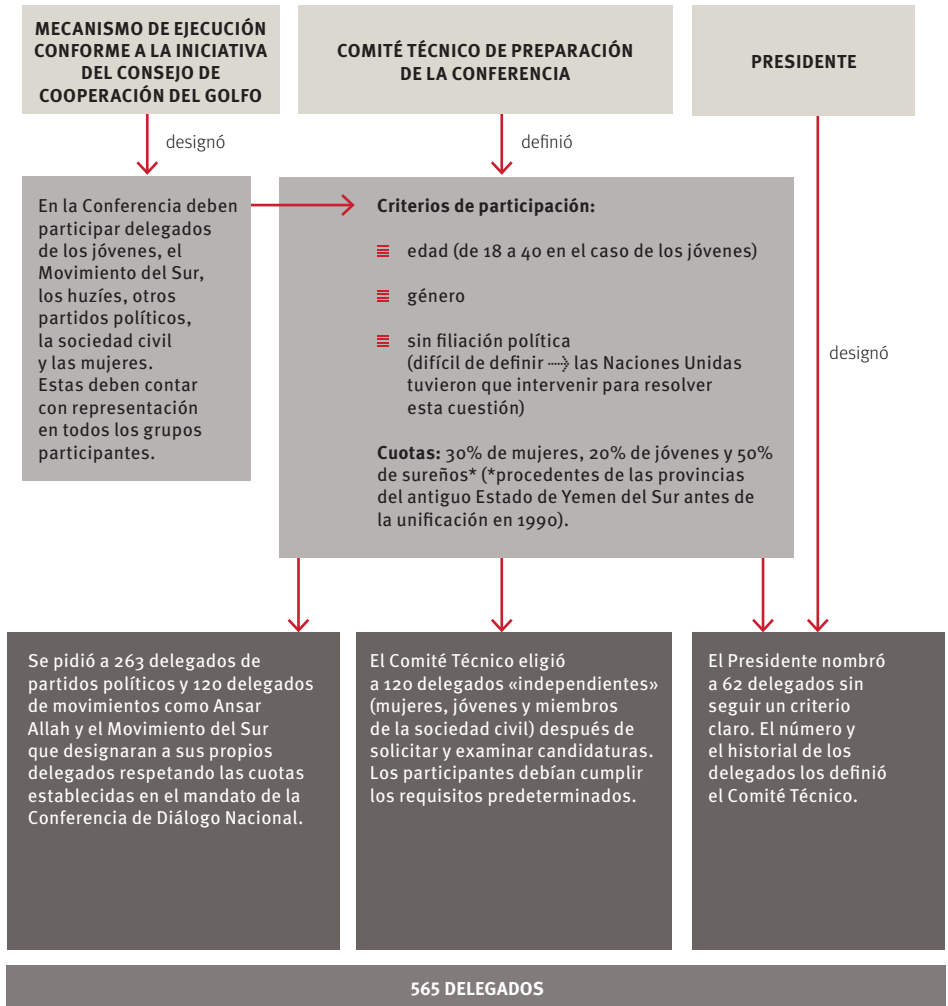 MECANISMO DE EJECUCIÓN
CONFORME A LA INICIATIVA
DEL CONSEJO DE
COOPERACIÓN DEL GOLFO
COMITÉ TÉCNICO DE PREPARACIÓN
DE LA CONFERENCIA
PRESIDENTE
designó
definió
En la Conferencia deben
participar delegados
de los jóvenes, el
Movimiento del Sur,
los huzíes, otros
partidos políticos,
la sociedad civil
y las mujeres.
Estas deben contar
con representación
en todos los grupos
participantes.
Criterios de participación:
edad (de 18 a 40 en el caso de los jóvenes)
género
sin filiación política
(difícil de definir ····> las Naciones Unidas
tuvieron que intervenir para resolver
esta cuestión)
Cuotas: 30% de mujeres, 20% de jóvenes y 50%
de sureños* (*procedentes de las provincias
del antiguo Estado de Yemen del Sur antes de
la unificación en 1990).
designó
Se pidió a 263 delegados de
partidos políticos y 120 delegados
de movimientos como Ansar
Allah y el Movimiento del Sur
que designaran a sus propios
delegados respetando las cuotas
establecidas en el mandato de la
Conferencia de Diálogo Nacional.
El Comité Técnico eligió
a 120 delegados «independientes»
(mujeres, jóvenes y miembros
de la sociedad civil) después de
solicitar y examinar candidaturas.
Los participantes debían cumplir
los requisitos predeterminados.
El Presidente nombró
a 62 delegados sin
seguir un criterio
claro. El número y
el historial de los
delegados los definió
el Comité Técnico.
565 DELEGADOS